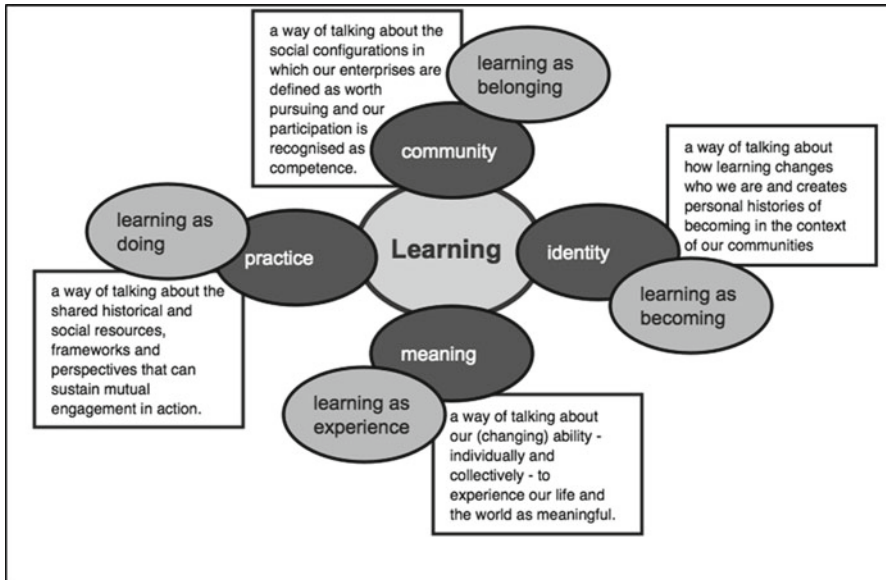 a way of talking about the
social configurations in
which our enterprises are
defined as worth
pursuing and our
participation is
recognised as
competence.
learning as
belonging
community
a way of talking about
how learning changes
who we are and creates
personal histories of
becoming in the context
of our communities
learning as
doing
practice
Learning
identity
learning as
becoming
a way of talking about the
shared historical and
social resources,
frameworks and
perspectives that can
sustain mutual
engagement in action.
meaning
learning as
experience
a way of talking about
our (changing) ability -
individually and
collectively - to
experience our life and
the world as meaningful.